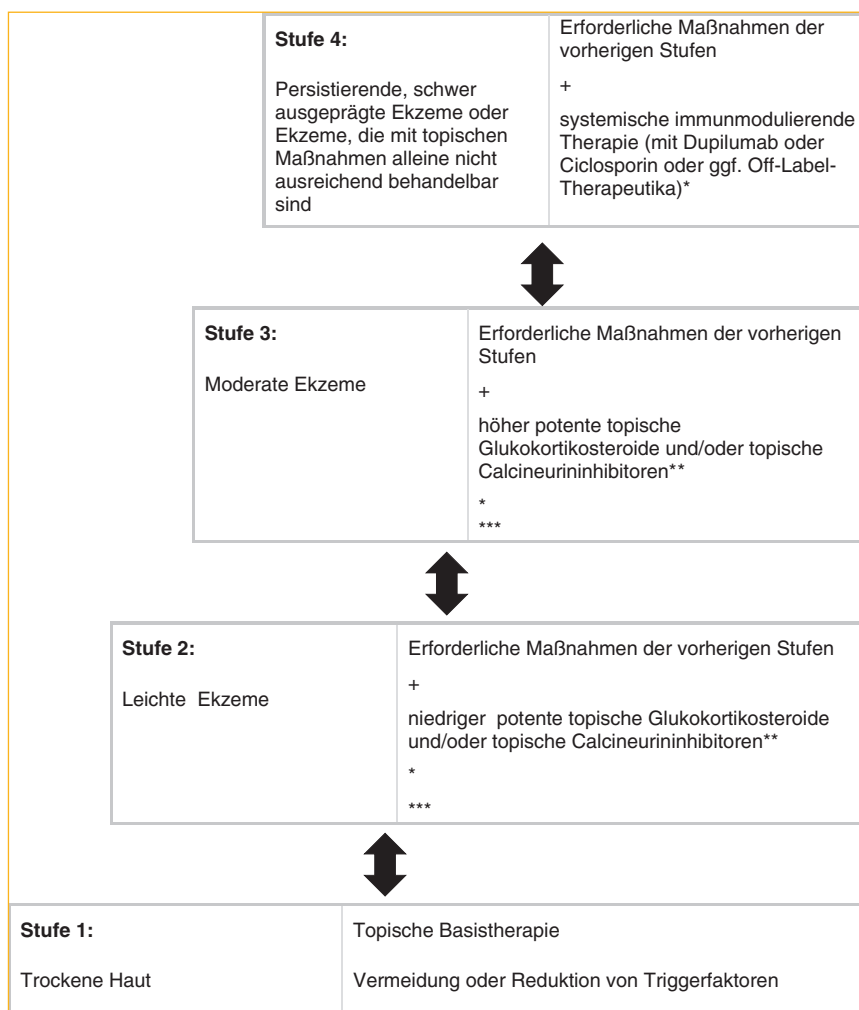 Stufe 4:
Persistierende, schwer
ausgeprägte Ekzeme oder
Ekzeme, die mit topischen
Maßnahmen alleine nicht
ausreichend behandelbar
sind
Erforderliche Maßnahmen der
vorherigen Stufen
+
systemische immunmodulierende
Therapie (mit Dupilumab oder
Ciclosporin oder ggf. Off-Label-
Therapeutika)*
Stufe 3:
Moderate Ekzeme
Erforderliche Maßnahmen der vorherigen
Stufen
+
höher potente topische
Glukokortikosteroide und/oder topische
Calcineurininhibitoren**
*
***
Stufe 2:
Leichte Ekzeme
Erforderliche Maßnahmen der vorherigen Stufen
+
niedriger potente topische Glukokortikosteroide
und/oder topische Calcineurininhibitoren**
*
***
Stufe 1:
Trockene Haut
Topische Basistherapie
Vermeidung oder Reduktion von Triggerfaktoren